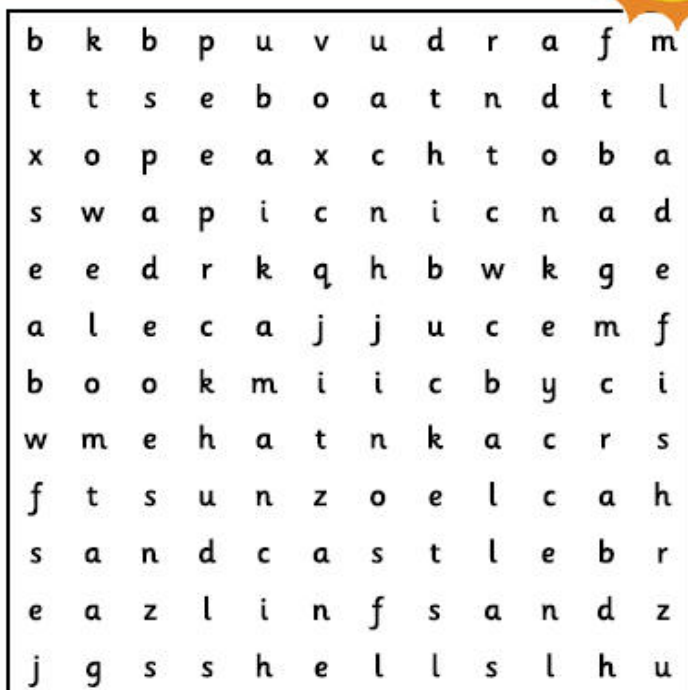 b k b p u v u d r a f m
t t s e b o a t n d t l
x o p e a x c h t o b a
s w a p i c n i c n a d
e e d r k q h b w k g e
a l e c a j j u c e m f
b o o k m i i c b y c i
w m e h a t n k a c r s
f t s u n z o e l c a h
s a n d c a s t l e b r
e a z l i n f s a n d z
j g s s h e l l s l h u